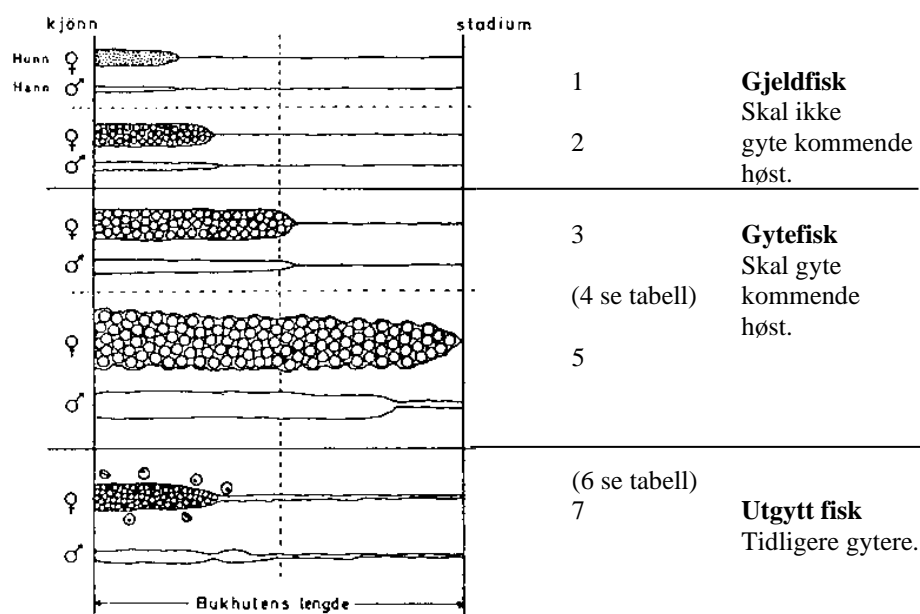 kjönn
stadium
Hunn ♀
Hann ♂
1
Gjeldfisk
Skal ikke
gyte kommende
høst.
♀
2
♂
♀
3
Gytefisk
Skal gyte
kommende
høst.
♂
(4 se tabell)
♀
5
♂
(6 se tabell)
♀
7
Utgytt fisk
Tidligere gytere.
♂
Bukhulens lengde